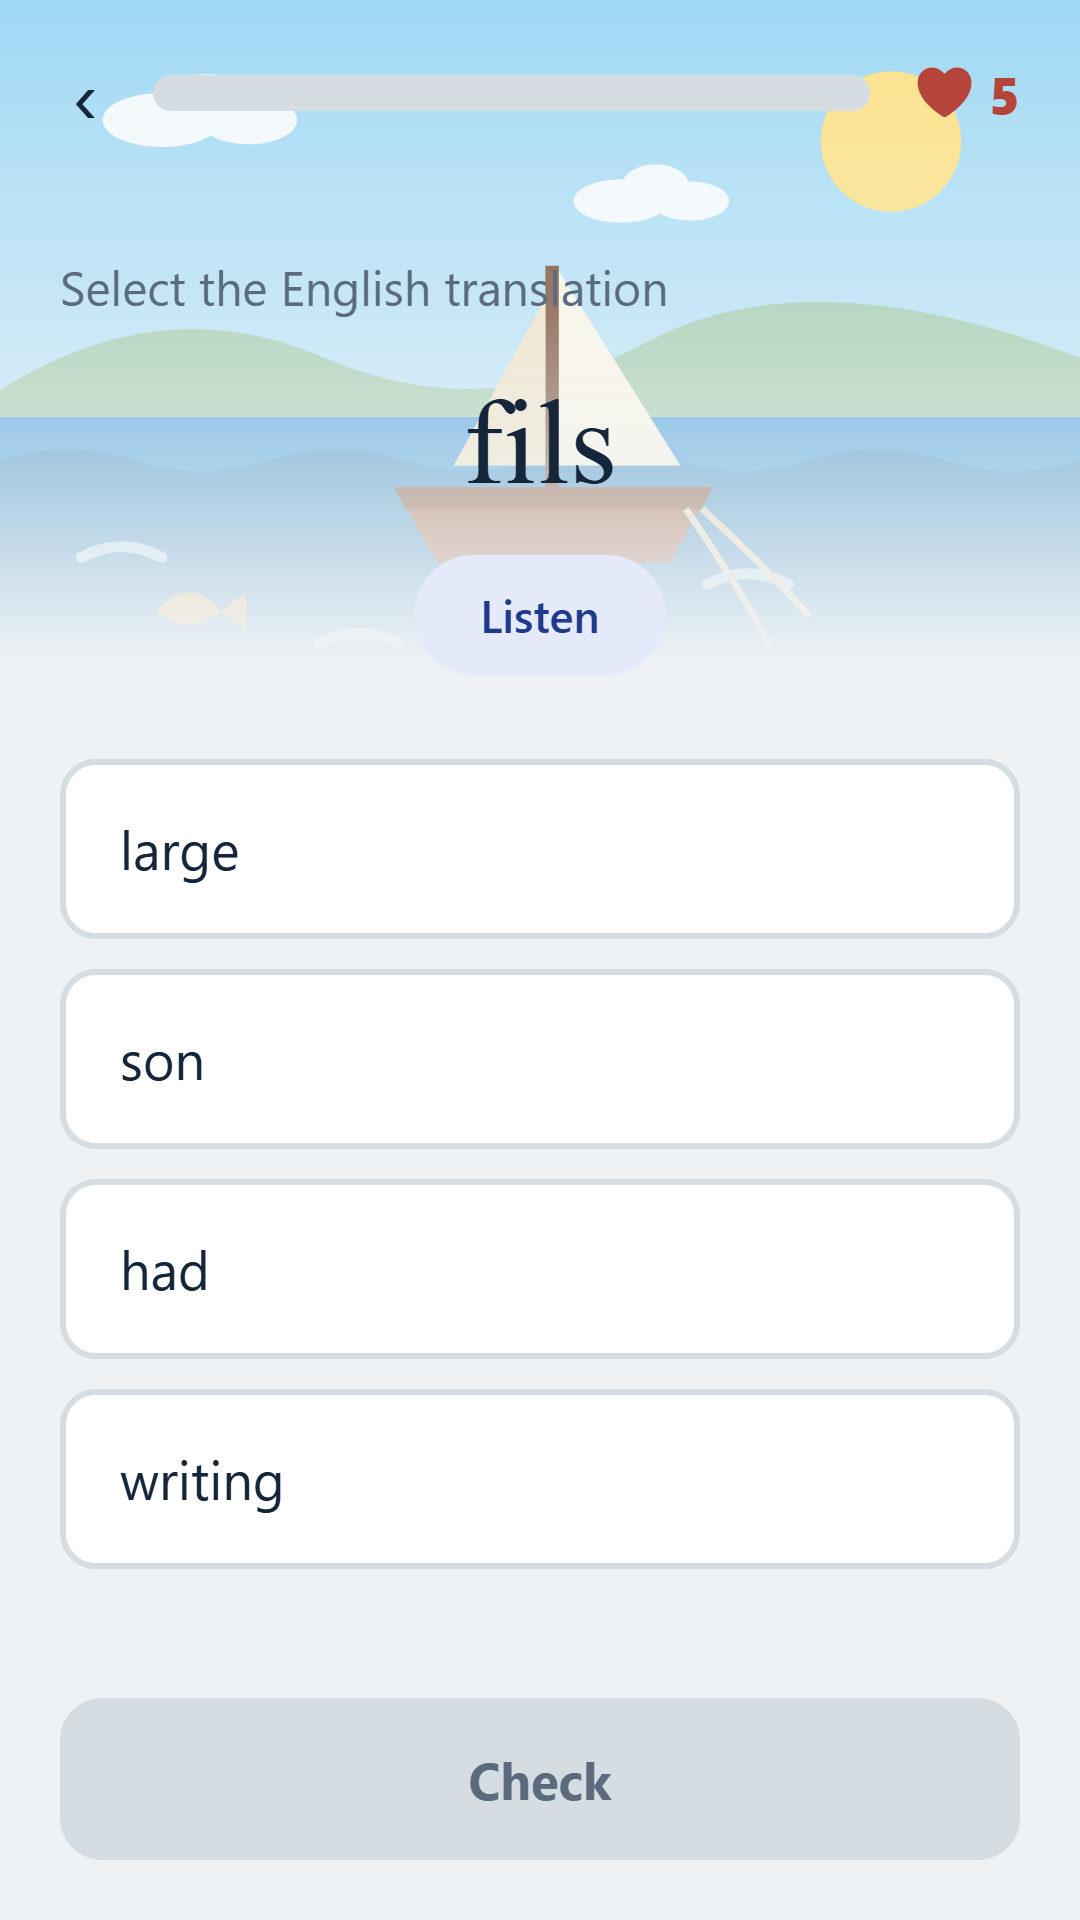 ‹
5
Select the English translation
fils
Listen
large
son
had
writing
Check